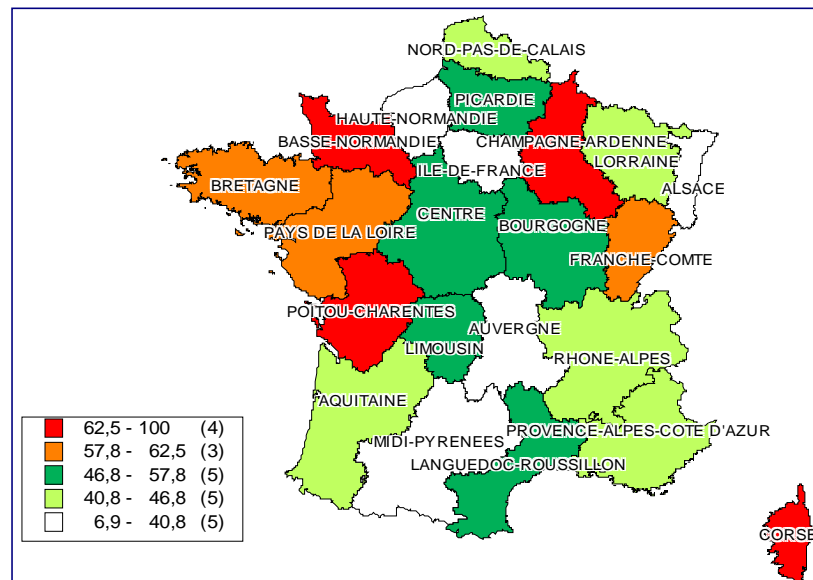 NORD-PAS-DE-CALAIS
PICARDIE
HAUTE-NORMANDIE
BASSE-NORMANDIE
CHAMPAGNE-ARDENNE
LORRAINE
ILE-DE-FRANCE
ALSACE
BRETAGNE
CENTRE
BOURGOGNE
PAYS DE LA LOIRE
FRANCHE-COMTE
POITOU-CHARENTES
AUVERGNE
LIMOUSIN
RHONE-ALPES
AQUITAINE
PROVENCE-ALPES-COTE D'AZUR
MIDI-PYRENEES
LANGUEDOC-ROUSSILLON
CORSE
62,5 - 100 (4)
57,8 - 62,5 (3)
46,8 - 57,8 (5)
40,8 - 46,8 (5)
6,9 - 40,8 (5)